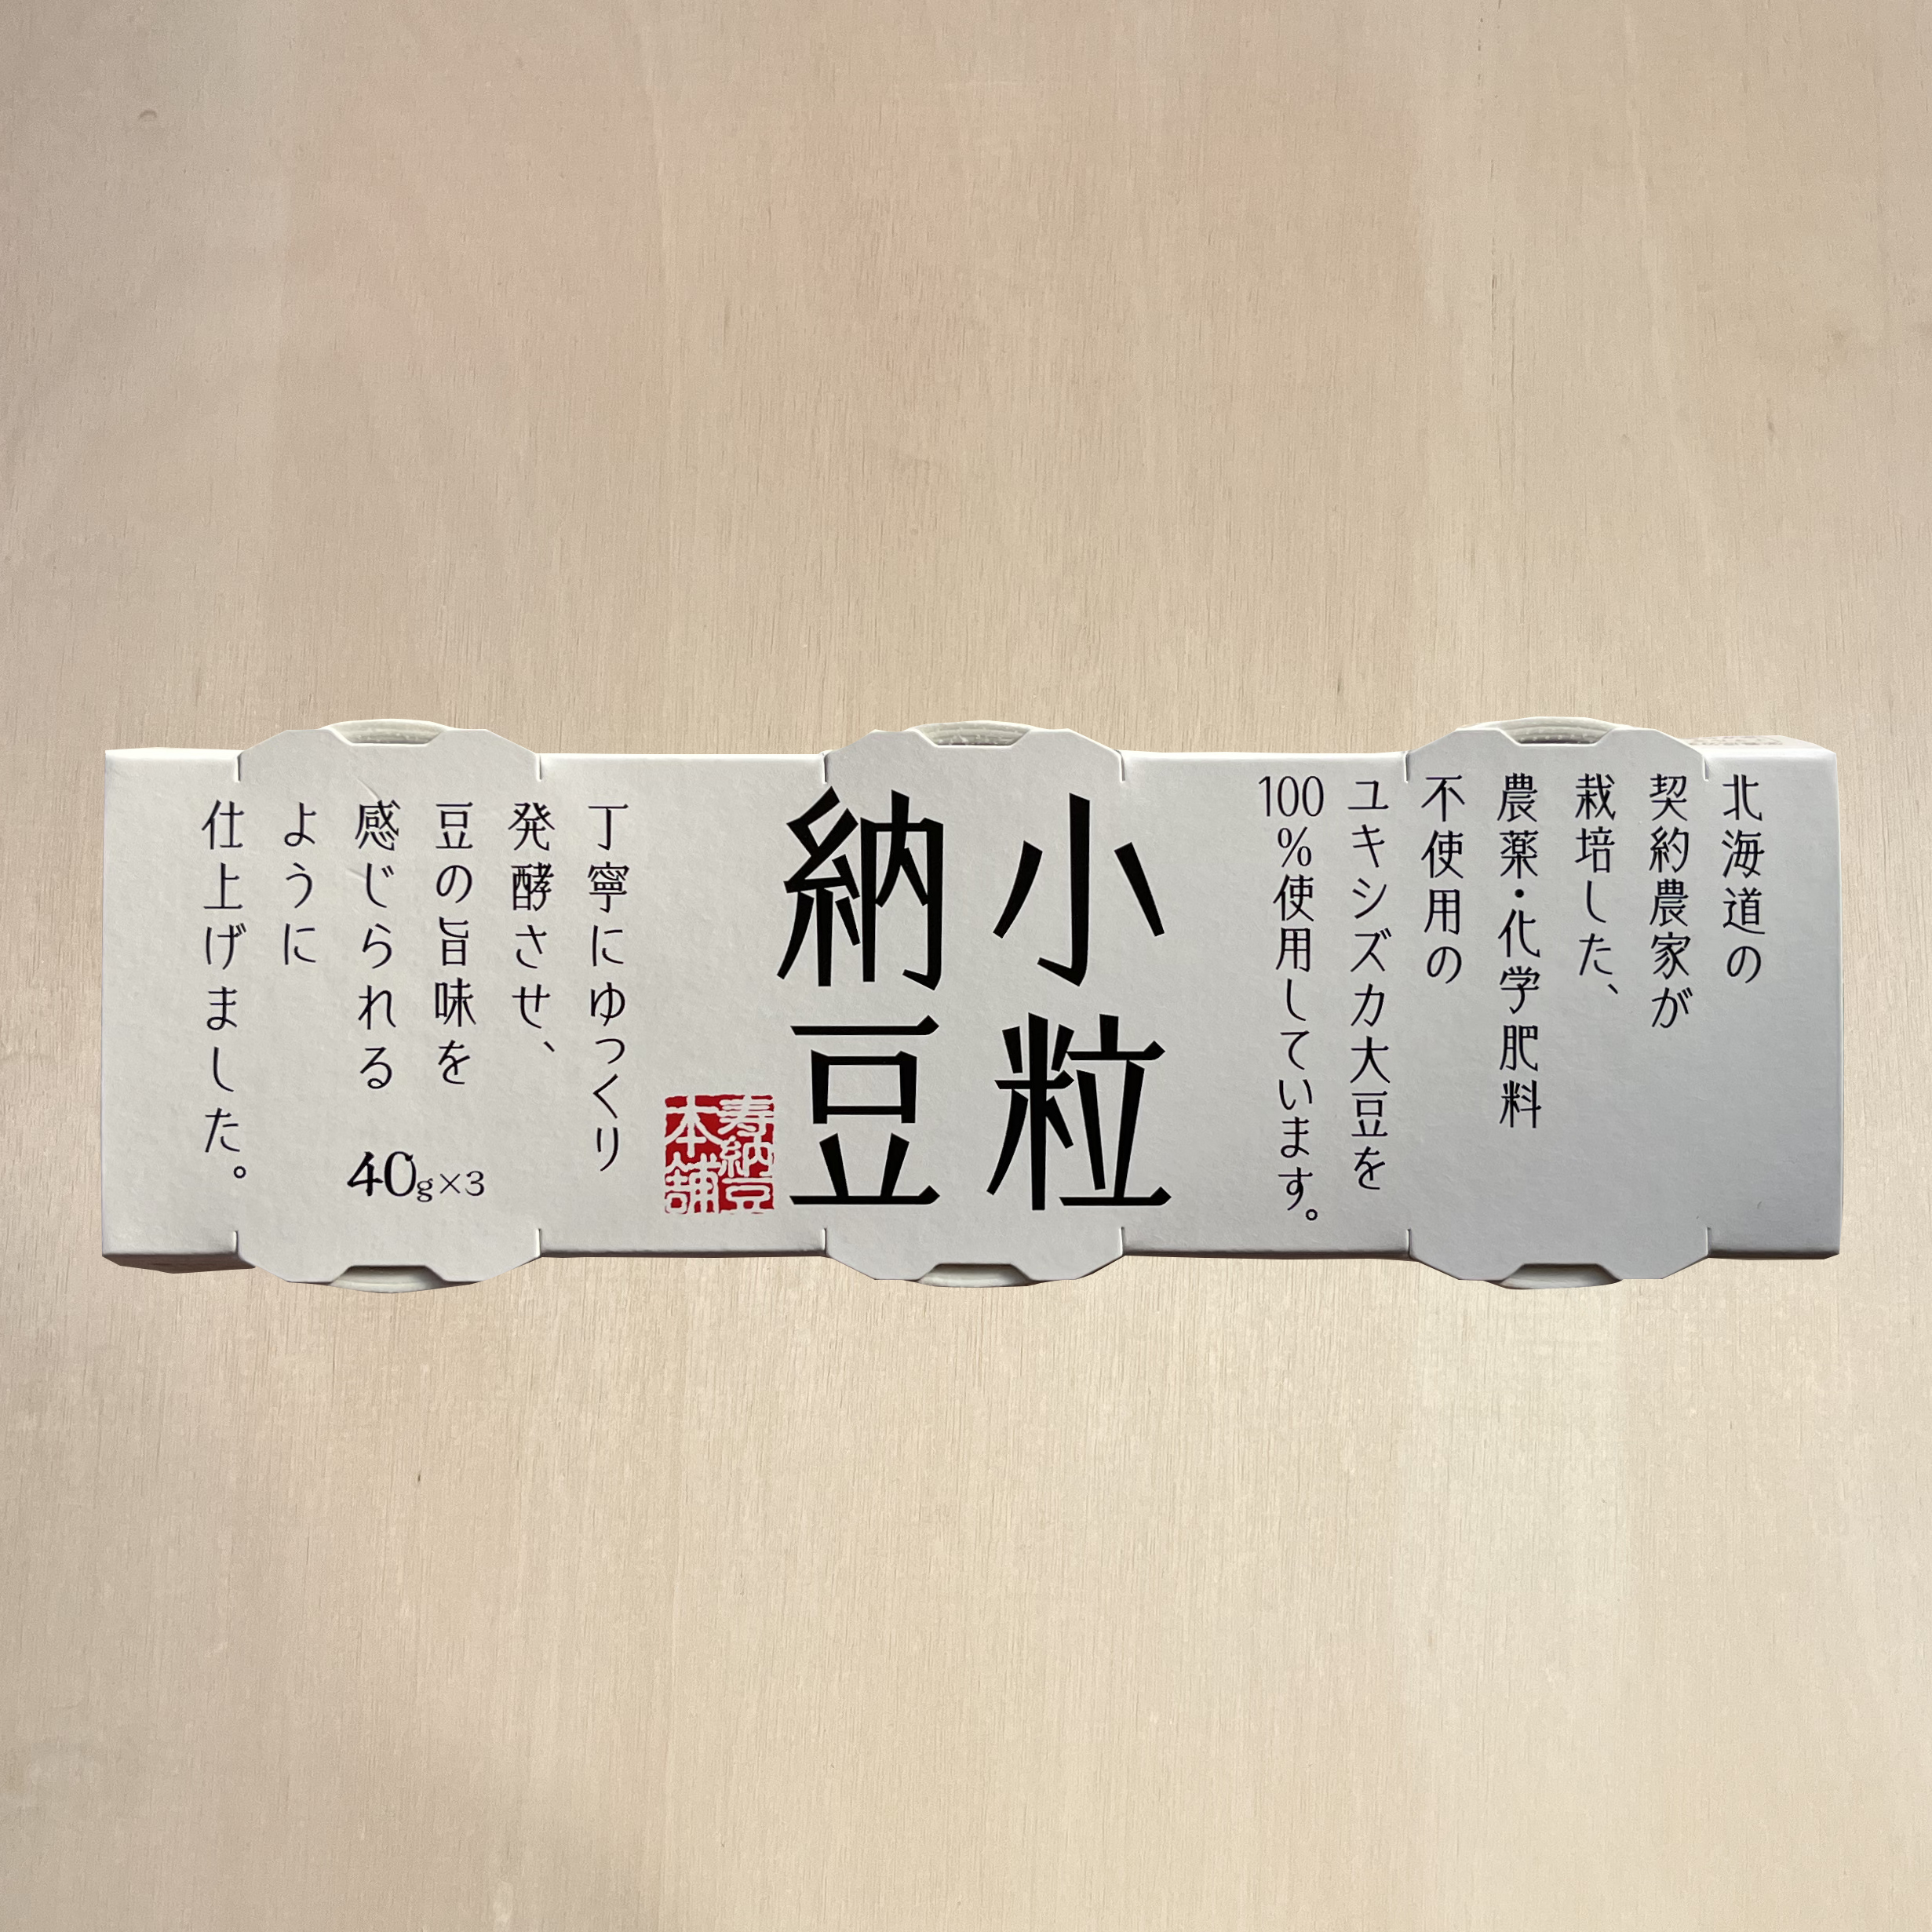 北海道の
契約農家が
栽培した、
農薬・化学肥料
不使用の
ユキシズカ大豆を
100%使用しています。
小粒
納豆
寿納豆
本舗
丁寧にゆっくり
発酵させ、
豆の旨味を
感じられる
ように
仕上げました。
40g×3